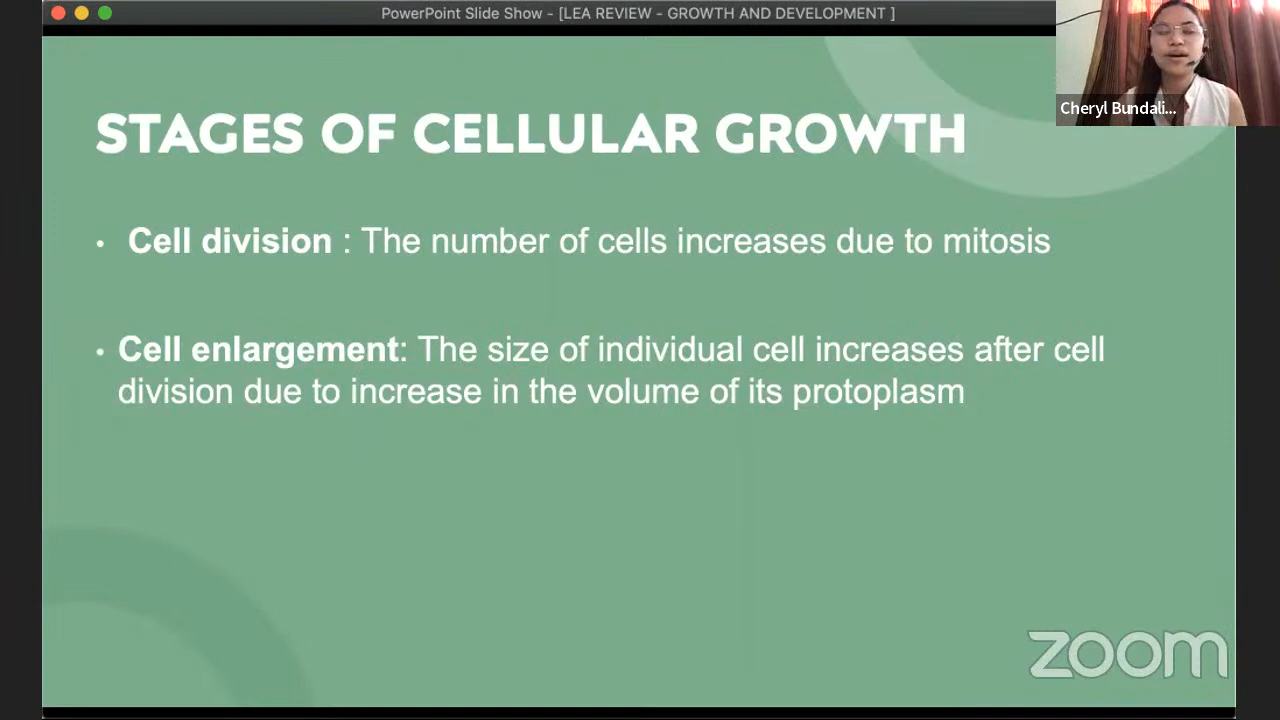 PowerPoint Slide Show - [LEA REVIEW - GROWTH AND DEVELOPMENT ]
Cheryl Bundali...
STAGES OF CELLULAR GROWTH
• Cell division : The number of cells increases due to mitosis
• Cell enlargement: The size of individual cell increases after cell
division due to increase in the volume of its protoplasm
zoom